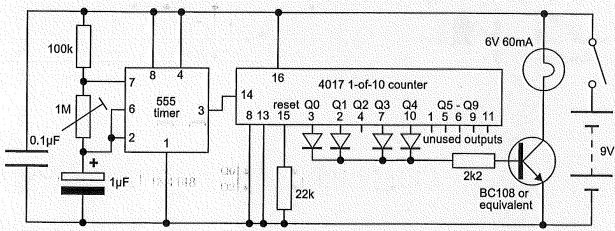 100k
7
8
4
16
6V 60mA
4017 1-of-10 counter
1M
6
555
timer
3
14
reset
Q0
Q1
Q2
Q3
Q4
Q5 - Q9
8
13
15
3
2
4
7
10
1
5
6
9
11
unused outputs
0.1µF
2
1
9V
+
1µF
22k
2k2
BC108 or
equivalent